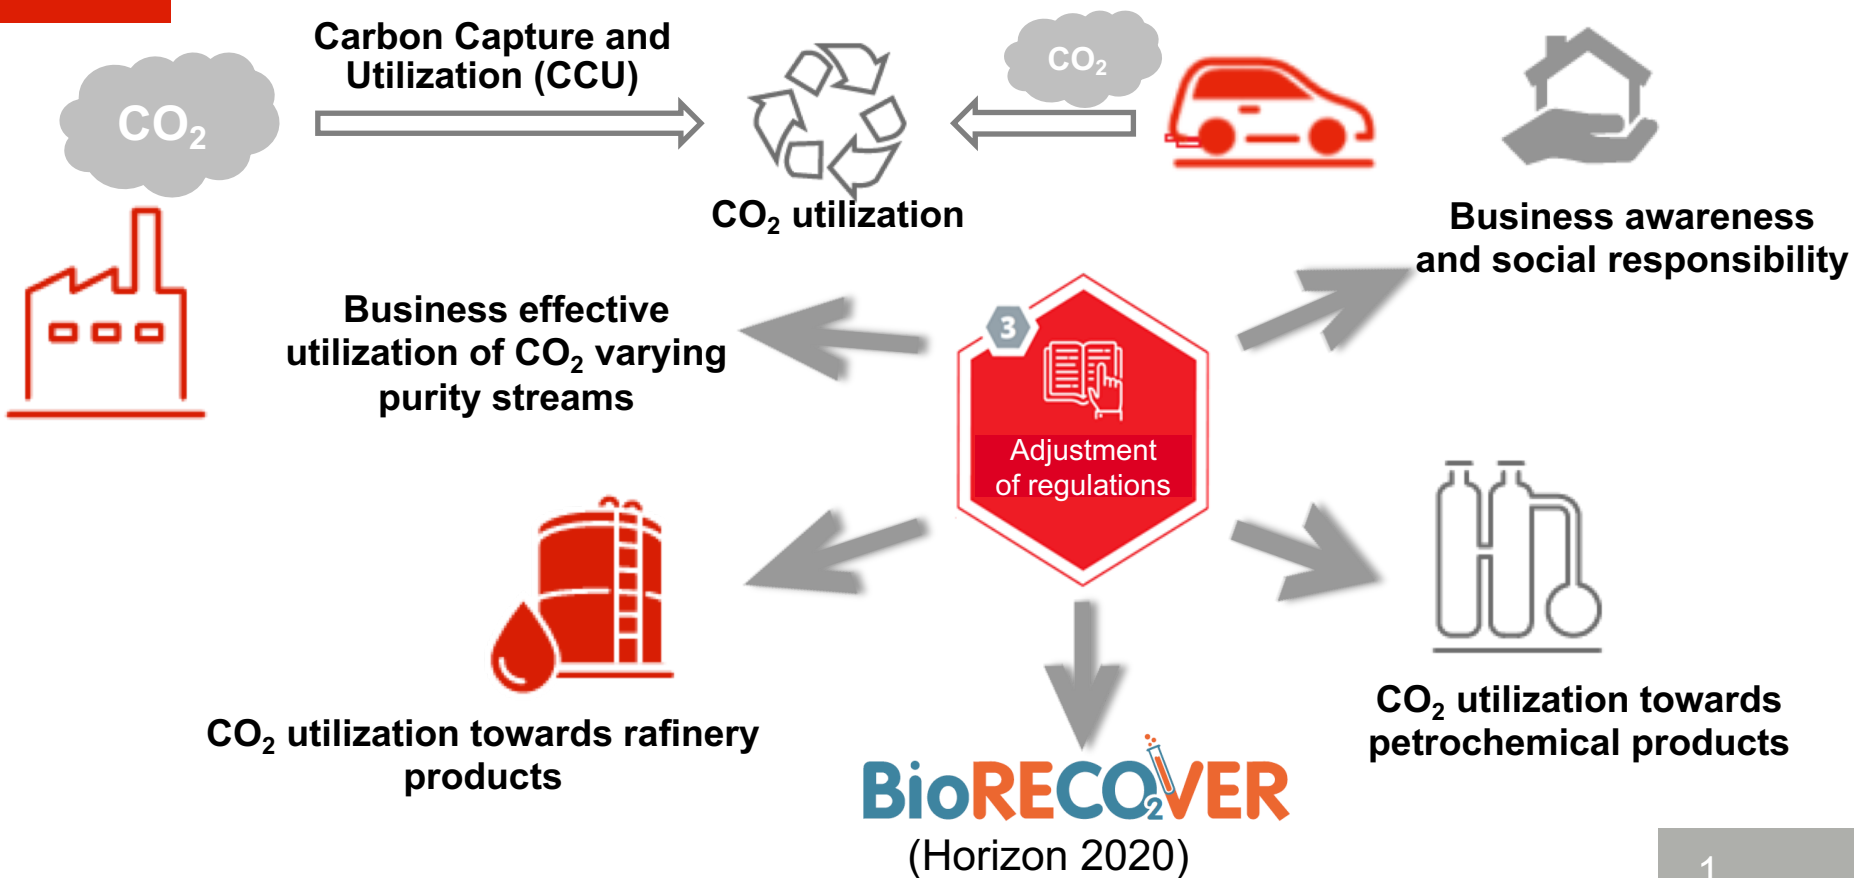 Carbon Capture and
Utilization (CCU)
CO₂
CO₂
CO₂ utilization
Business awareness
and social responsibility
Business effective
utilization of CO₂ varying
purity streams
3
Adjustment
of regulations
CO₂ utilization towards rafinery
products
CO₂ utilization towards
petrochemical products
BioRECO₂VER
(Horizon 2020)
1